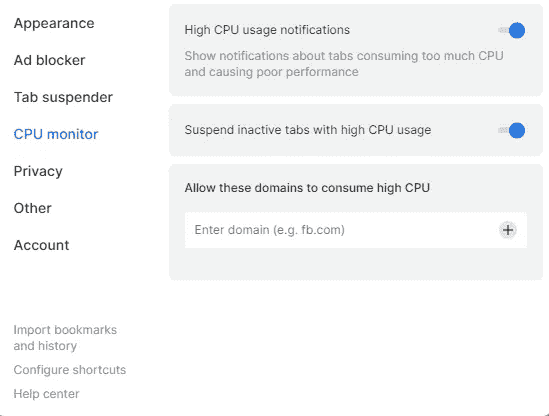 Appearance
Ad blocker
Tab suspender
CPU monitor
Privacy
Other
Account
Import bookmarks
and history
Configure shortcuts
Help center
High CPU usage notifications
Show notifications about tabs consuming too much CPU
and causing poor performance
Suspend inactive tabs with high CPU usage
Allow these domains to consume high CPU
Enter domain (e.g. fb.com)